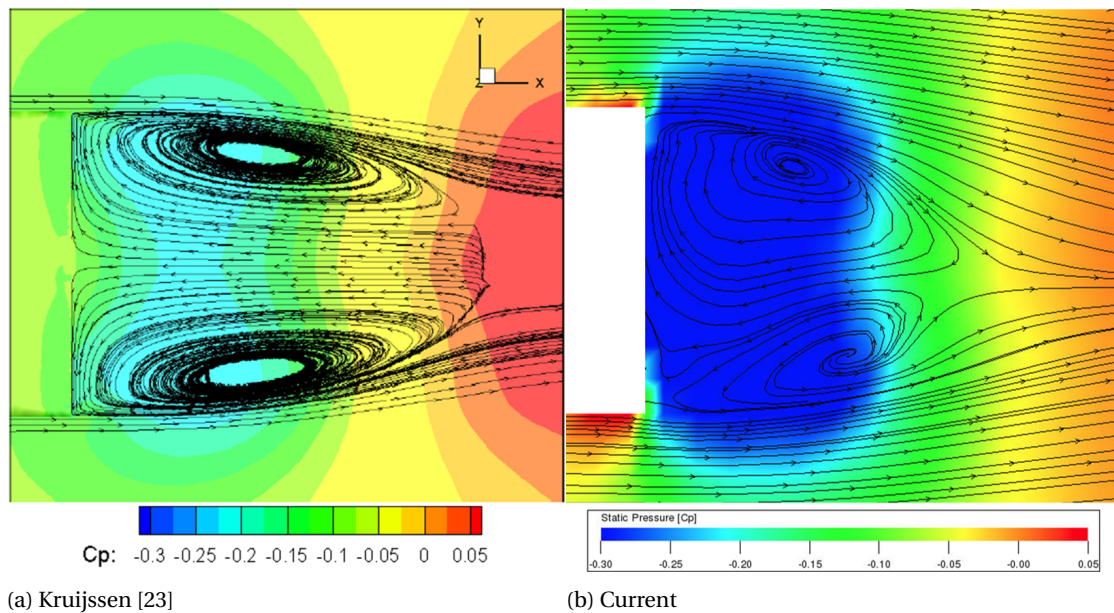 Y
Z X
Cp: -0.3 -0.25 -0.2 -0.15 -0.1 -0.05 0 0.05
Static Pressure [Cp]
-0.30 -0.25 -0.20 -0.15 -0.10 -0.05 -0.00 0.05
(a) Kruijssen [23]
(b) Current